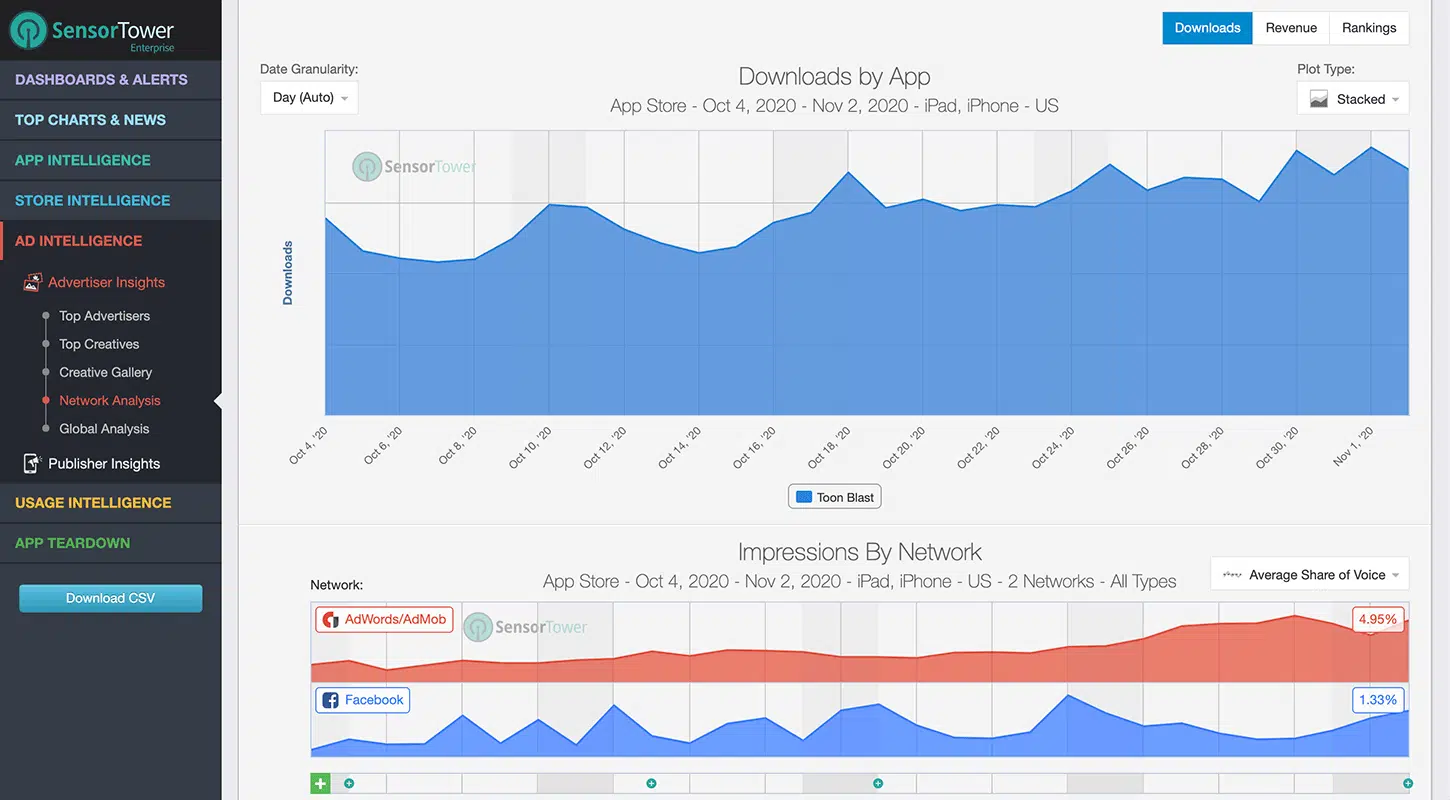 SensorTower
Enterprise
DASHBOARDS & ALERTS
TOP CHARTS & NEWS
APP INTELLIGENCE
STORE INTELLIGENCE
AD INTELLIGENCE
Advertiser Insights
Top Advertisers
Top Creatives
Creative Gallery
Network Analysis
Global Analysis
Publisher Insights
USAGE INTELLIGENCE
APP TEARDOWN
Download CSV
Downloads Revenue Rankings
Date Granularity:
Day (Auto)
Downloads by App
App Store - Oct 4, 2020 - Nov 2, 2020 - iPad, iPhone - US
Plot Type:
Stacked
SensorTower
Downloads
Oct 4, '20 Oct 6, '20 Oct 8, '20 Oct 10, '20 Oct 12, '20 Oct 14, '20 Oct 16, '20 Oct 18, '20 Oct 20, '20 Oct 22, '20 Oct 24, '20 Oct 26, '20 Oct 28, '20 Oct 30, '20 Nov 1, '20
Toon Blast
Impressions By Network
App Store - Oct 4, 2020 - Nov 2, 2020 - iPad, iPhone - US - 2 Networks - All Types
Network:
Average Share of Voice
AdWords/AdMob
SensorTower
4.95%
Facebook
1.33%